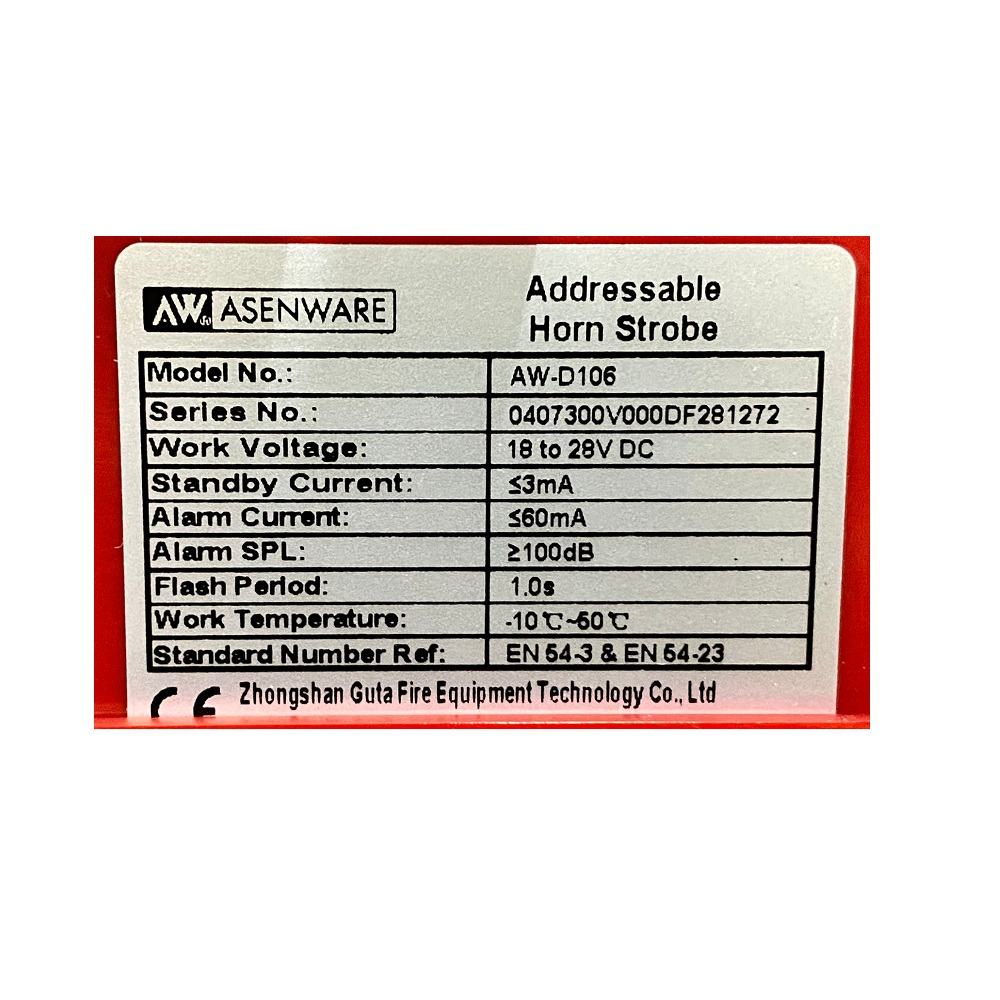 AW ASENWARE
Addressable
Horn Strobe
Model No.: AW-D106
Series No.: 0407300V000DF281272
Work Voltage: 18 to 28V DC
Standby Current: ≤3mA
Alarm Current: ≤60mA
Alarm SPL: ≥100dB
Flash Period: 1.0s
Work Temperature: -10℃~50℃
Standard Number Ref: EN 54-3 & EN 54-23
CE Zhongshan Guta Fire Equipment Technology Co., Ltd